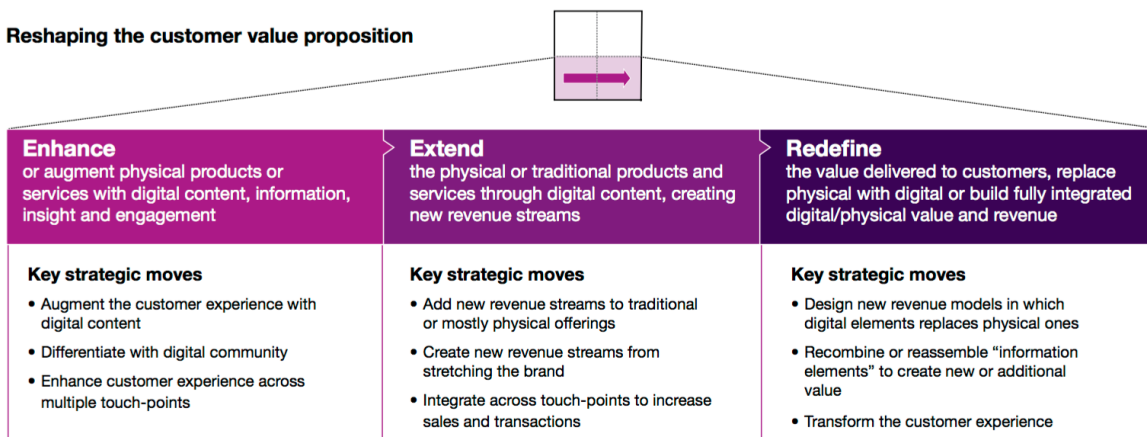 Reshaping the customer value proposition
Enhance
or augment physical products or
services with digital content, information,
insight and engagement
Key strategic moves
• Augment the customer experience with
digital content
• Differentiate with digital community
• Enhance customer experience across
multiple touch-points
Extend
the physical or traditional products and
services through digital content, creating
new revenue streams
Key strategic moves
• Add new revenue streams to traditional
or mostly physical offerings
• Create new revenue streams from
stretching the brand
• Integrate across touch-points to increase
sales and transactions
Redefine
the value delivered to customers, replace
physical with digital or build fully integrated
digital/physical value and revenue
Key strategic moves
• Design new revenue models in which
digital elements replaces physical ones
• Recombine or reassemble “information
elements” to create new or additional
value
• Transform the customer experience